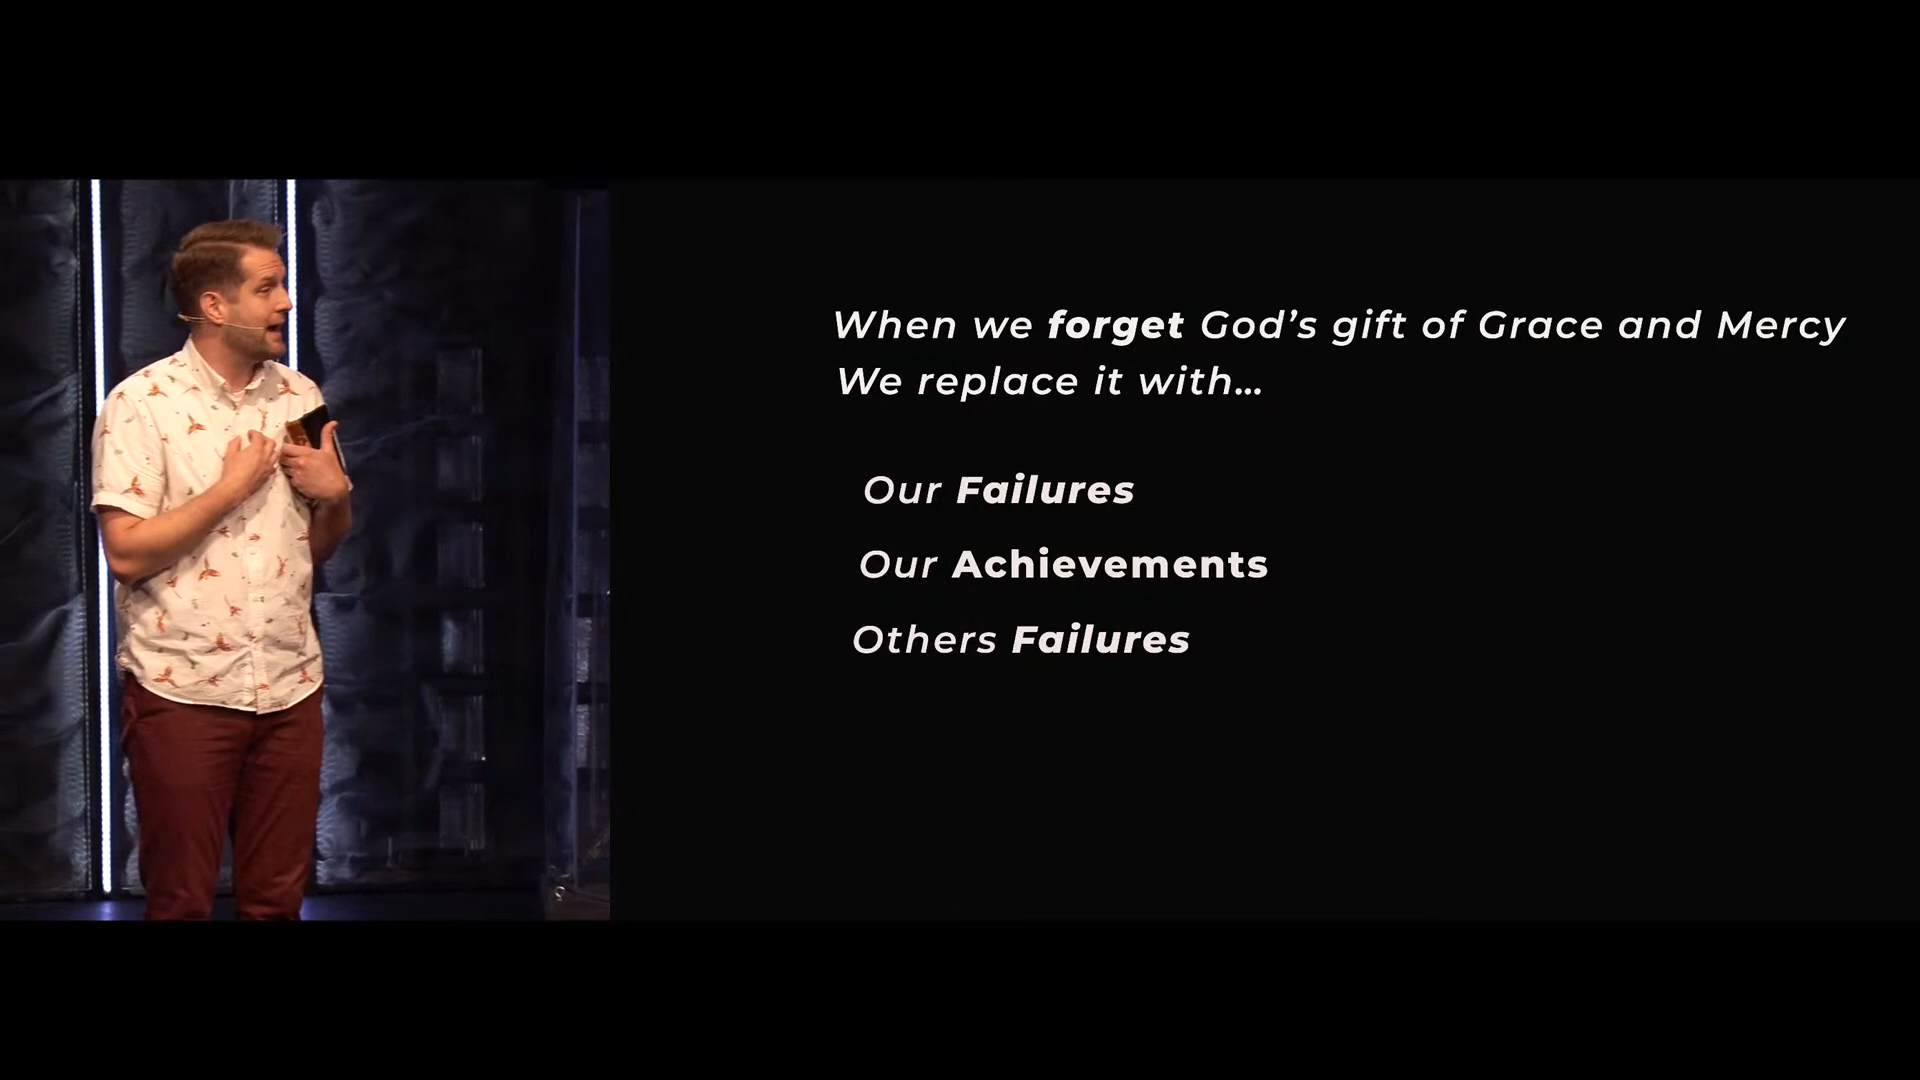 When we forget God’s gift of Grace and Mercy
We replace it with…
Our Failures
Our Achievements
Others Failures